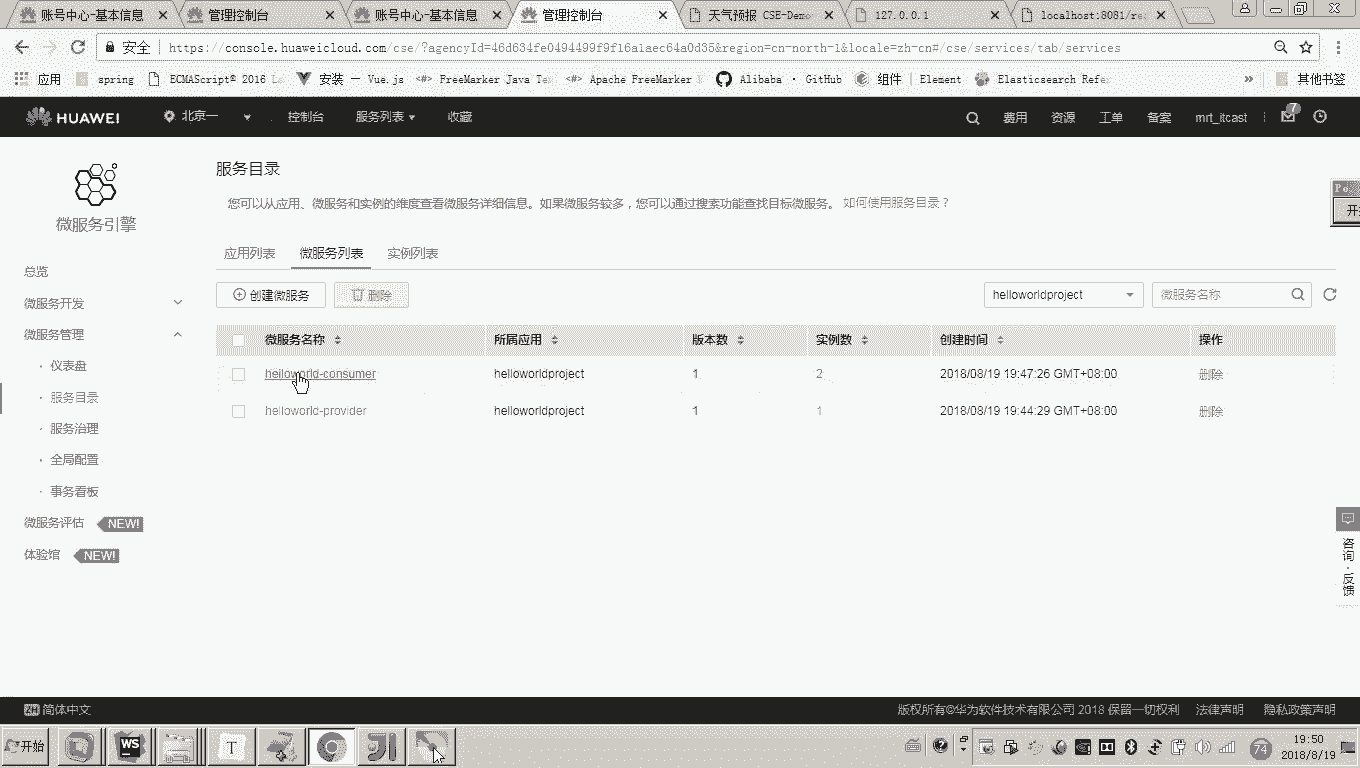 账号中心-基本信息 管理控制台 账号中心-基本信息 管理控制台 天气预报 CSE-Demo 127.0.0.1 localhost:8081/re
安全 https://console.huaweicloud.com/cse/?agencyId=46d634fe0494499f9f16a1aec64a0d35&region=cn-north-1&locale=zh-cn#/cse/services/tab/services
应用 spring ECMAScript® 2016 L 安装 — Vue.js FreeMarker Java Te Apache FreeMarker Alibaba · GitHub 组件 | Element Elasticsearch Refe » 其他书签
HUAWEI 北京一 控制台 服务列表 收藏 费用 资源 工单 备案 mrt_itcast 7
微服务引擎
总览
微服务开发
微服务管理
· 仪表盘
· 服务目录
· 服务治理
· 全局配置
· 事务看板
微服务评估 NEW!
体验馆 NEW!
服务目录
您可以从应用、微服务和实例的维度查看微服务详细信息。如果微服务较多，您可以通过搜索功能查找目标微服务。 如何使用服务目录？
应用列表 微服务列表 实例列表
创建微服务 删除 helloworldproject 微服务名称
微服务名称 所属应用 版本数 实例数 创建时间 操作
helloworld-consumer helloworldproject 1 2 2018/08/19 19:47:26 GMT+08:00 删除
helloworld-provider helloworldproject 1 1 2018/08/19 19:44:29 GMT+08:00 删除
咨询·反馈
ZH 简体中文 版权所有©华为软件技术有限公司 2018 保留一切权利 法律声明 隐私政策声明
开始 WS T 74 19:50
2018/8/19